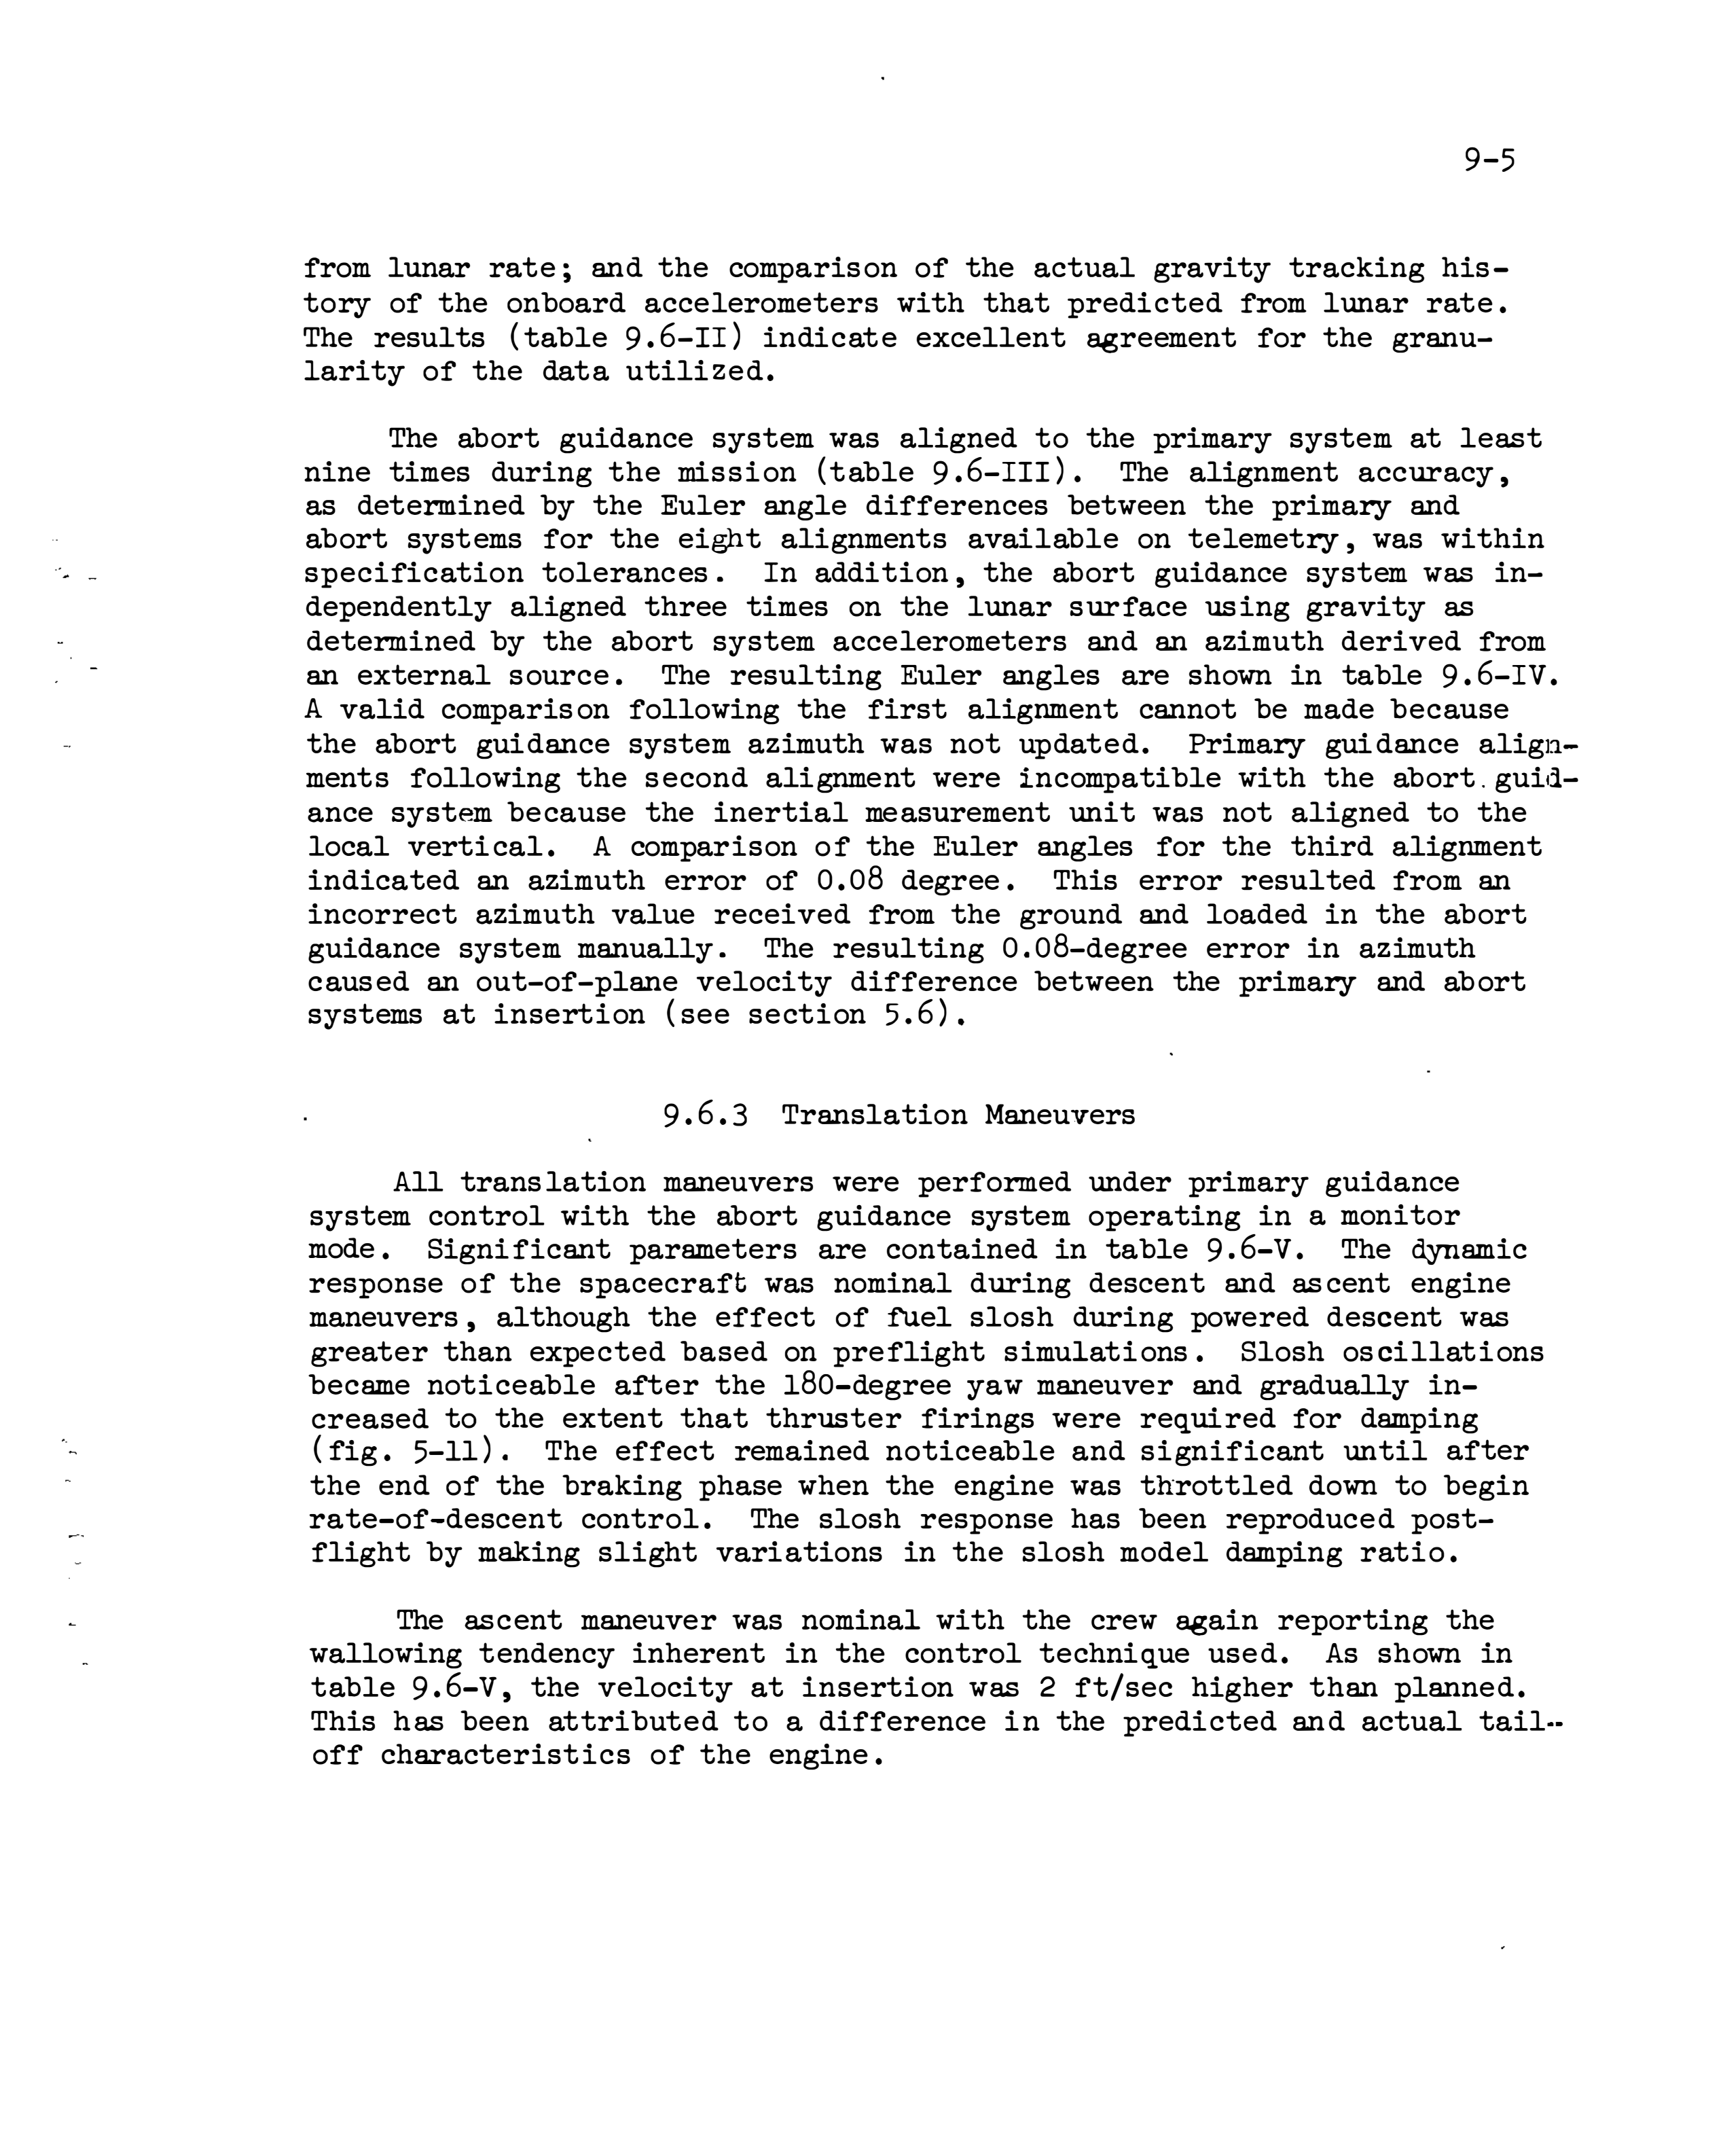 9-5
from lunar rate; and the comparison of the actual gravity tracking his-
tory of the onboard accelerometers with that predicted from lunar rate.
The results (table 9.6-II) indicate excellent agreement for the granu-
larity of the data utilized.
The abort guidance system was aligned to the primary system at least
nine times during the mission (table 9.6-III). The alignment accuracy,
as determined by the Euler angle differences between the primary and
abort systems for the eight alignments available on telemetry, was within
specification tolerances. In addition, the abort guidance system was in-
dependently aligned three times on the lunar surface using gravity as
determined by the abort system accelerometers and an azimuth derived from
an external source. The resulting Euler angles are shown in table 9.6-IV.
A valid comparison following the first alignment cannot be made because
the abort guidance system azimuth was not updated. Primary guidance align-
ments following the second alignment were incompatible with the abort guid-
ance system because the inertial measurement unit was not aligned to the
local vertical. A comparison of the Euler angles for the third alignment
indicated an azimuth error of 0.08 degree. This error resulted from an
incorrect azimuth value received from the ground and loaded in the abort
guidance system manually. The resulting 0.08-degree error in azimuth
caused an out-of-plane velocity difference between the primary and abort
systems at insertion (see section 5.6).
9.6.3 Translation Maneuvers
All translation maneuvers were performed under primary guidance
system control with the abort guidance system operating in a monitor
mode. Significant parameters are contained in table 9.6-V. The dynamic
response of the spacecraft was nominal during descent and ascent engine
maneuvers, although the effect of fuel slosh during powered descent was
greater than expected based on preflight simulations. Slosh oscillations
became noticeable after the 180-degree yaw maneuver and gradually in-
creased to the extent that thruster firings were required for damping
(fig. 5-11). The effect remained noticeable and significant until after
the end of the braking phase when the engine was throttled down to begin
rate-of-descent control. The slosh response has been reproduced post-
flight by making slight variations in the slosh model damping ratio.
The ascent maneuver was nominal with the crew again reporting the
wallowing tendency inherent in the control technique used. As shown in
table 9.6-V, the velocity at insertion was 2 ft/sec higher than planned.
This has been attributed to a difference in the predicted and actual tail-
off characteristics of the engine.